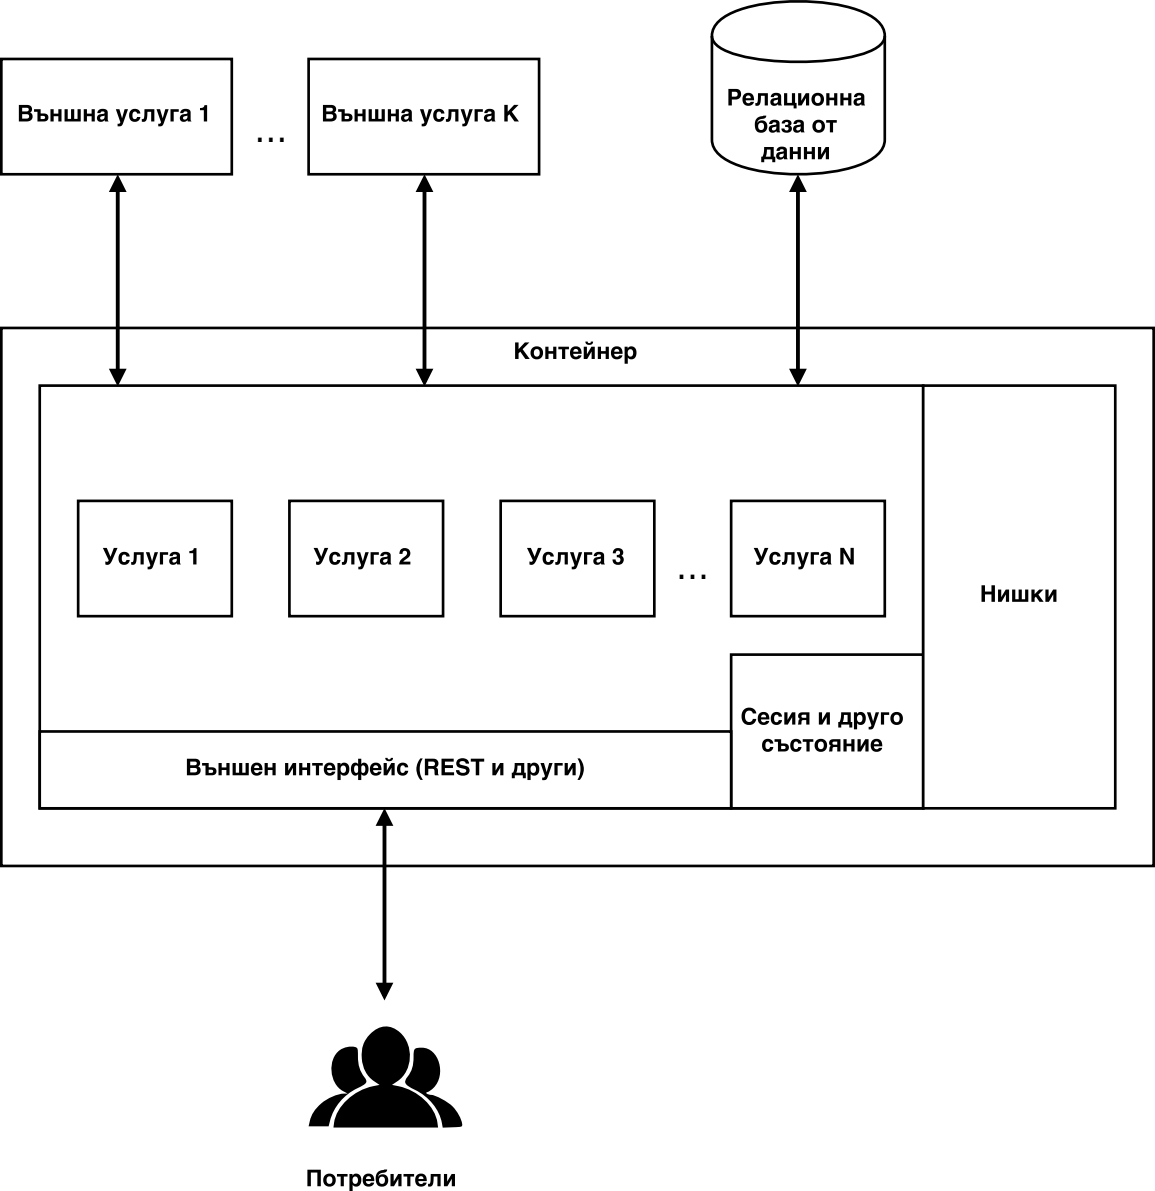 Външна услуга 1
...
Външна услуга K
Релационна
база от
данни
Контейнер
Услуга 1
Услуга 2
Услуга 3
...
Услуга N
Нишки
Сесия и друго
състояние
Външен интерфейс (REST и други)
Потребители